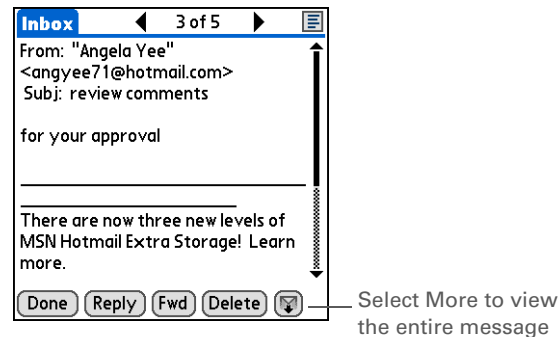 Inbox 3 of 5
From: "Angela Yee"
<angyee71@hotmail.com>
Subj: review comments
for your approval
There are now three new levels of
MSN Hotmail Extra Storage! Learn
more.
Done Reply Fwd Delete
Select More to view
the entire message